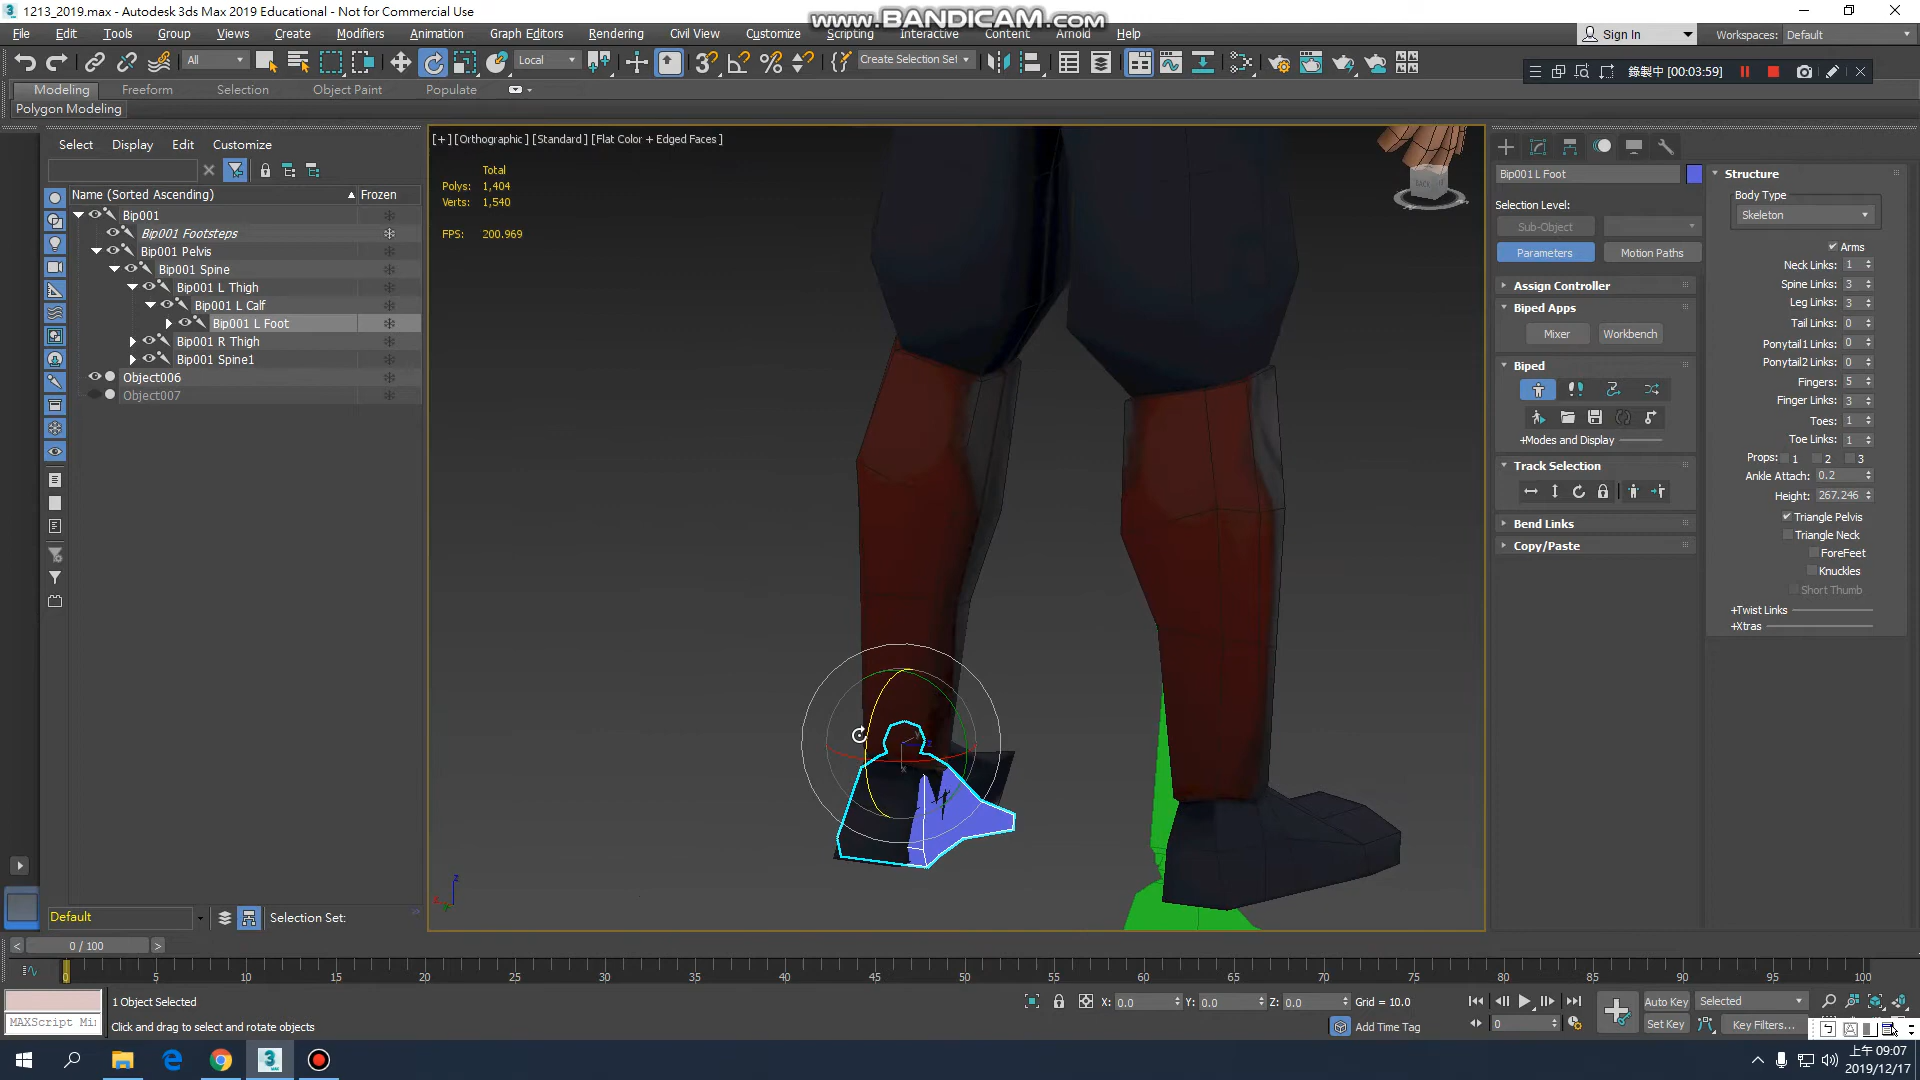 1213_2019.max - Autodesk 3ds Max 2019 Educational - Not for Commercial Use
www.BANDICAM.com
File Edit Tools Group Views Create Modifiers Animation Graph Editors Rendering Civil View Customize Scripting Interactive Content Arnold Help
Sign In
Workspaces: Default
All
Local
Create Selection Set
錄製中 [00:03:59]
Modeling Freeform Selection Object Paint Populate
Polygon Modeling
Select Display Edit Customize
Name (Sorted Ascending)
Frozen
Bip001
Bip001 Footsteps
Bip001 Pelvis
Bip001 Spine
Bip001 L Thigh
Bip001 L Calf
Bip001 L Foot
Bip001 R Thigh
Bip001 Spine1
Object006
Object007
[+] [Orthographic ] [Standard ] [Flat Color + Edged Faces ]
Total
Polys: 1,404
Verts: 1,540
FPS: 200.969
Bip001 L Foot
Selection Level:
Sub-Object
Parameters
Motion Paths
Assign Controller
Biped Apps
Mixer
Workbench
Biped
+Modes and Display
Track Selection
Bend Links
Copy/Paste
Structure
Body Type
Skeleton
Arms
Neck Links: 1
Spine Links: 3
Leg Links: 3
Tail Links: 0
Ponytail1 Links: 0
Ponytail2 Links: 0
Fingers: 5
Finger Links: 3
Toes: 1
Toe Links: 1
Props: 1 2 3
Ankle Attach: 0.2
Height: 267.246
Triangle Pelvis
Triangle Neck
ForeFeet
Knuckles
Short Thumb
+Twist Links
+Xtras
Default
Selection Set:
0 / 100
0 5 10 15 20 25 30 35 40 45 50 55 60 65 70 75 80 85 90 95 100
1 Object Selected
X: 0.0 Y: 0.0 Z: 0.0 Grid = 10.0
Auto Key
Selected
MAXScript Min
Click and drag to select and rotate objects
Add Time Tag
0
Set Key
Key Filters...
上午 09:07
2019/12/17